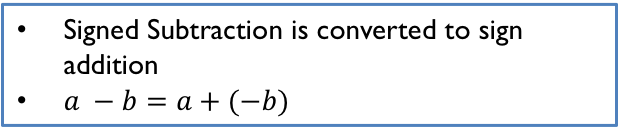 • Signed Subtraction is converted to sign
addition
• a − b = a + (−b)